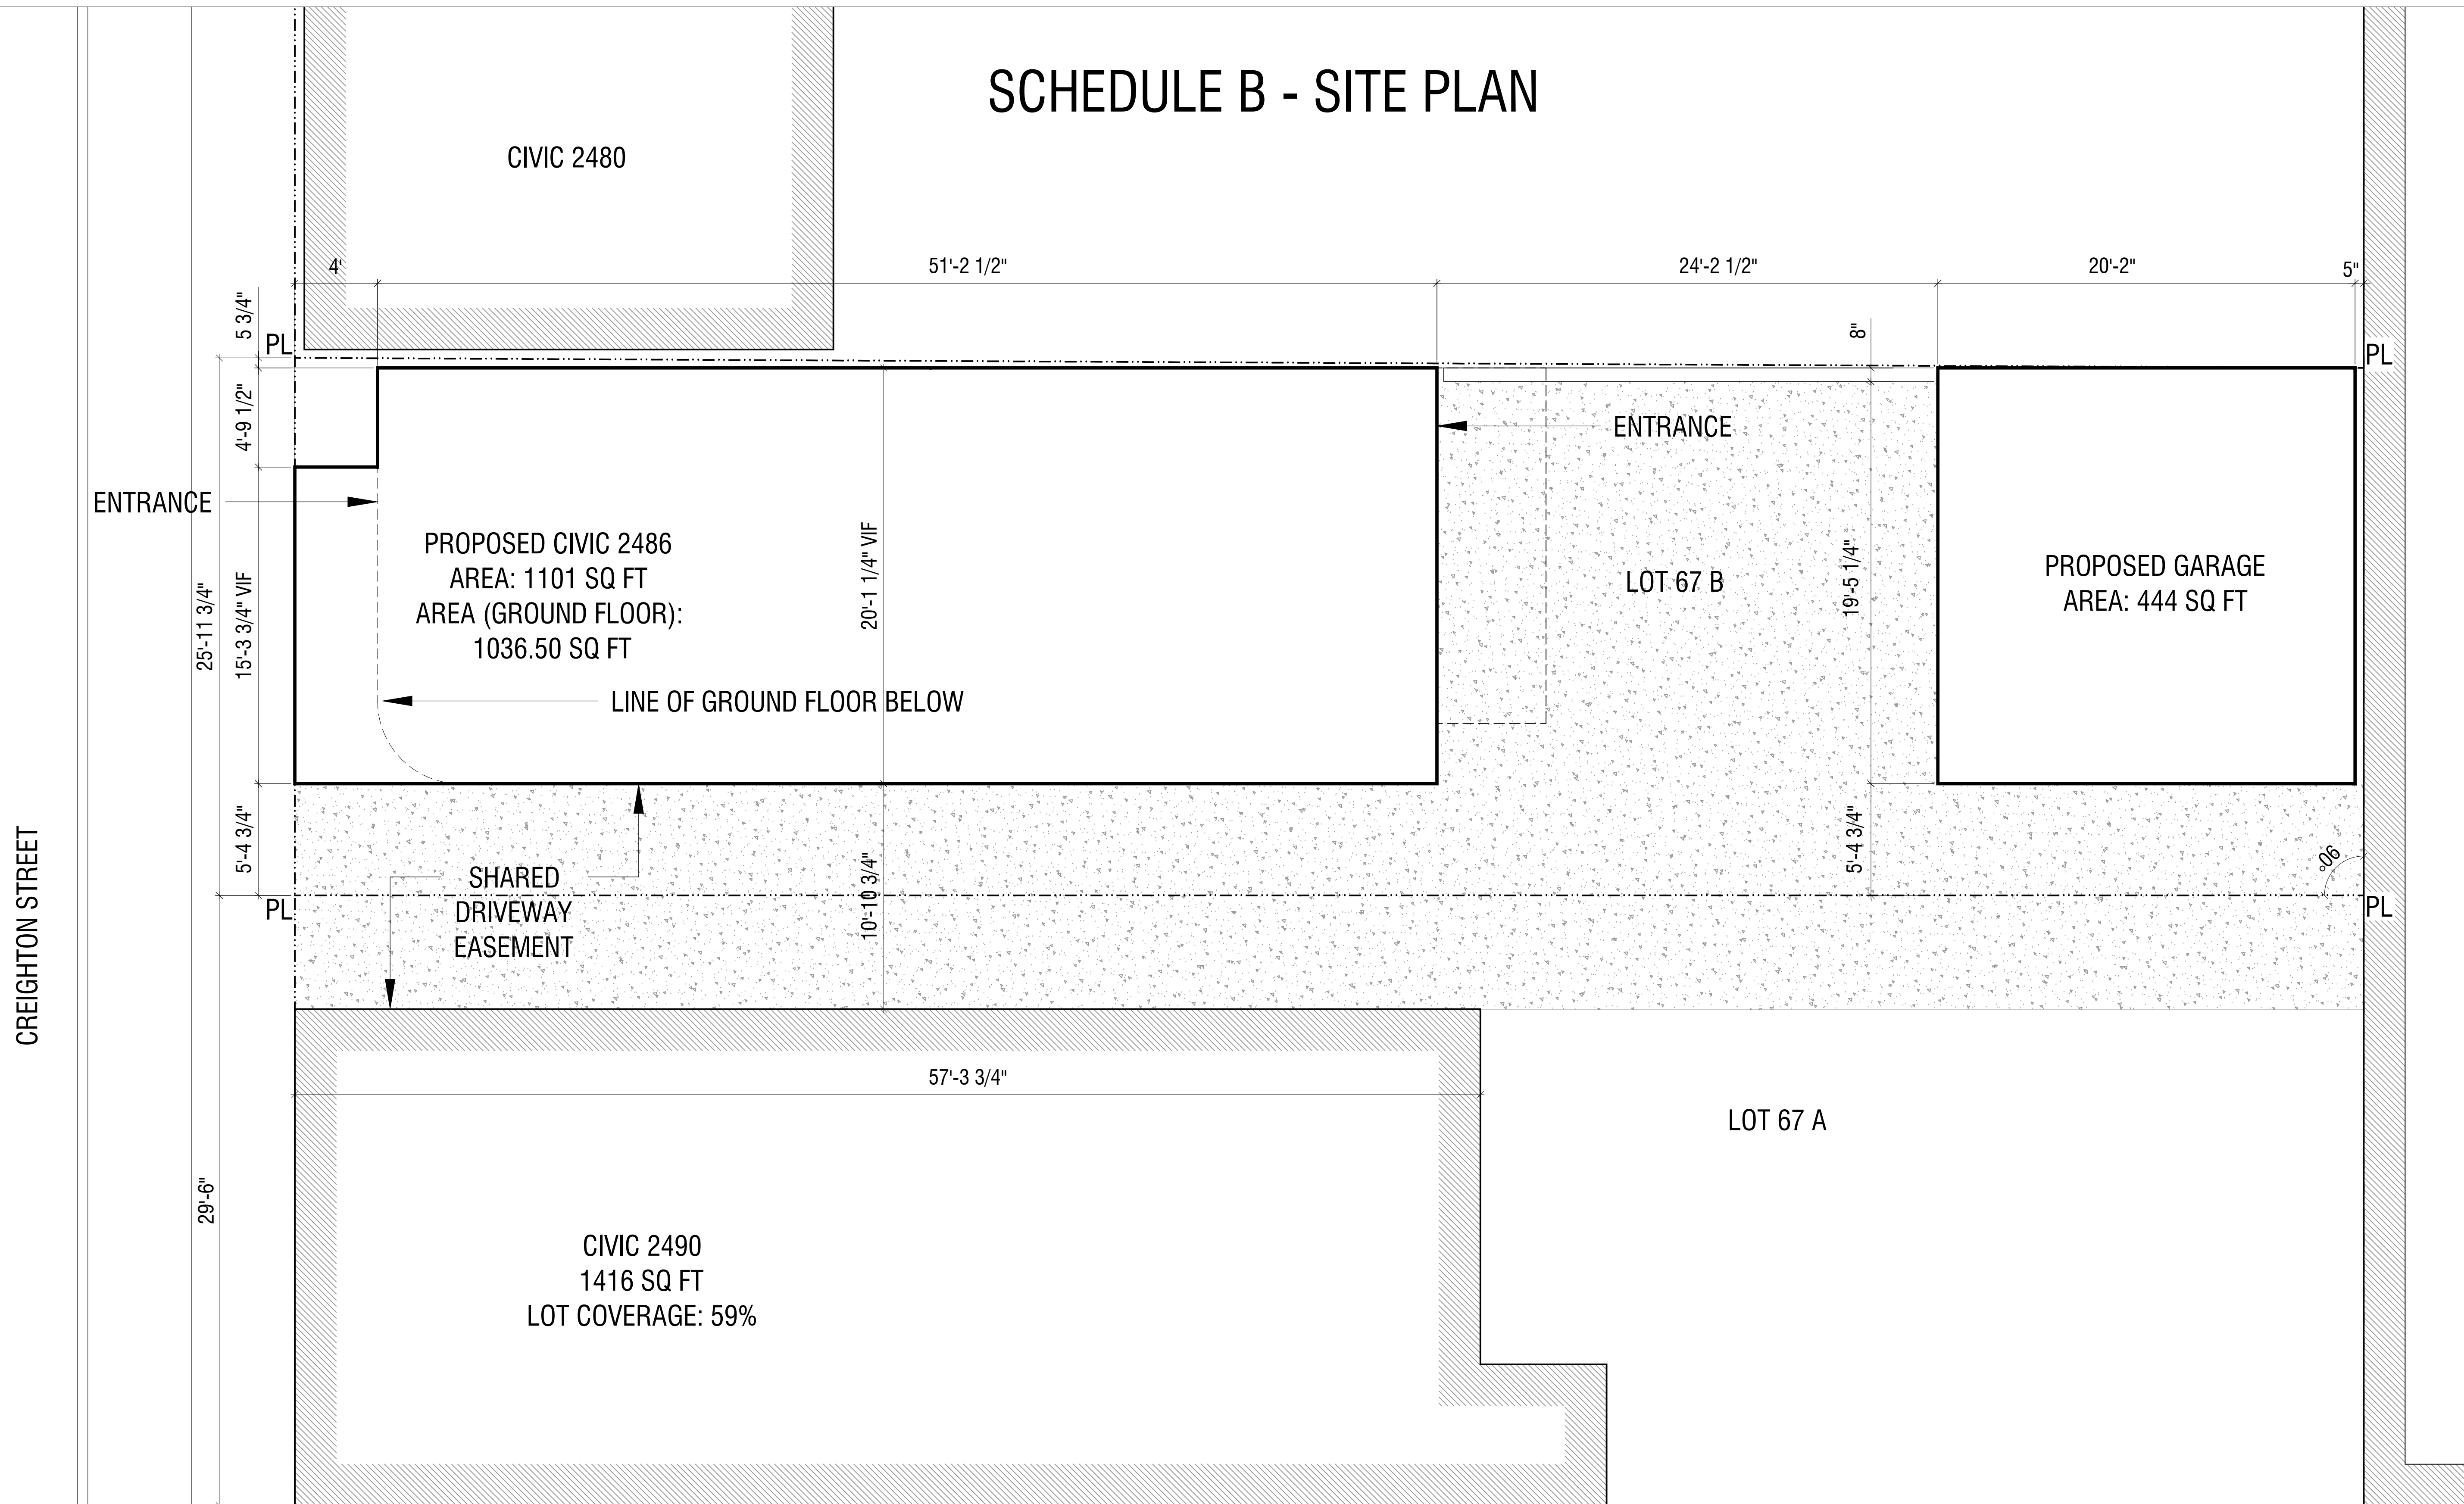 SCHEDULE B - SITE PLAN
CIVIC 2480
4'
51'-2 1/2"
24'-2 1/2"
20'-2"
5"
5 3/4"
8"
PL
PL
4'-9 1/2"
ENTRANCE
ENTRANCE
PROPOSED CIVIC 2486
AREA: 1101 SQ FT
AREA (GROUND FLOOR):
1036.50 SQ FT
20'-1 1/4" VIF
LOT 67 B
19'-5 1/4"
PROPOSED GARAGE
AREA: 444 SQ FT
25'-11 3/4"
15'-3 3/4" VIF
LINE OF GROUND FLOOR BELOW
5'-4 3/4"
5'-4 3/4"
90°
SHARED
DRIVEWAY
EASEMENT
10'-10 3/4"
PL
PL
CREIGHTON STREET
57'-3 3/4"
LOT 67 A
29'-6"
CIVIC 2490
1416 SQ FT
LOT COVERAGE: 59%